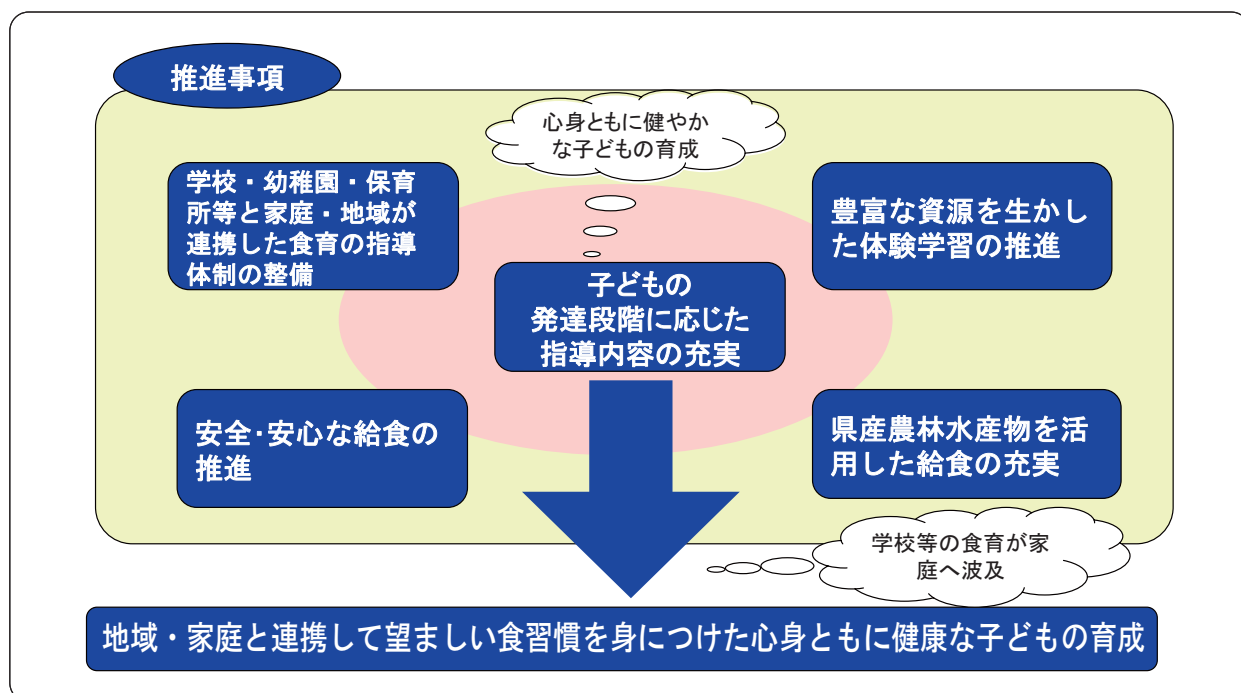 推進事項
心身ともに健やか
な子どもの育成
学校・幼稚園・保育
所等と家庭・地域が
連携した食育の指導
体制の整備
豊富な資源を生かし
た体験学習の推進
子どもの
発達段階に応じた
指導内容の充実
安全・安心な給食の
推進
県産農林水産物を活
用した給食の充実
学校等の食育が家
庭へ波及
地域・家庭と連携して望ましい食習慣を身につけた心身ともに健康な子どもの育成